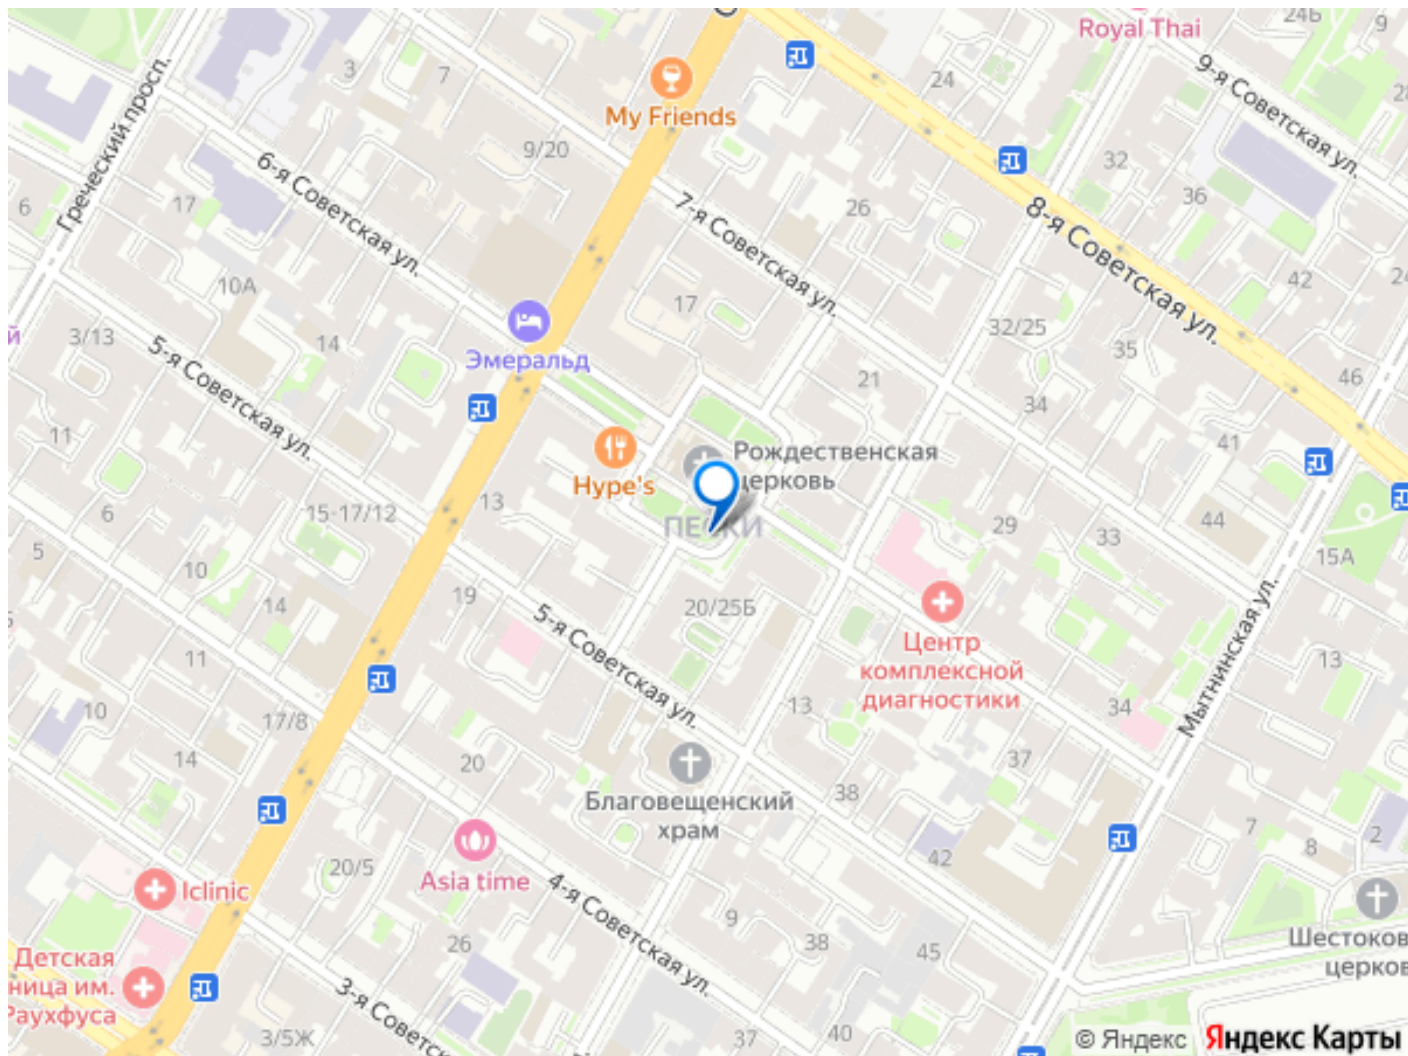 Royal Thai
24Б
9
3
7
24
9-я Советская ул.
28
My Friends
Греческий просп.
9/20
32
6-я Советская ул.
17
6
36
7-я Советская ул.
26
8-я Советская ул.
10А
42
24
17
Эмеральд
3/13
14
32/25
35
й
5-я Советская ул.
21
46
34
11
41
Рождественская
церковь
Hype's
13
15-17/12
6
ПЕСКИ
44
29
33
5
15А
10
14
19
5-я Советская ул.
20/25Б
Центр
комплексной
диагностики
Мытнинская ул.
11
13
10
17/8
13
34
14
20
37
Благовещенский
храм
38
7
2
8
20/5
42
Asia time
Iclinic
4-я Советская ул.
9
38
45
26
Шестоков
церков
Детская
ница им.
Раухфуса
3-я Советс
3/5Ж
37
40
© Яндекс
Яндекс Карты